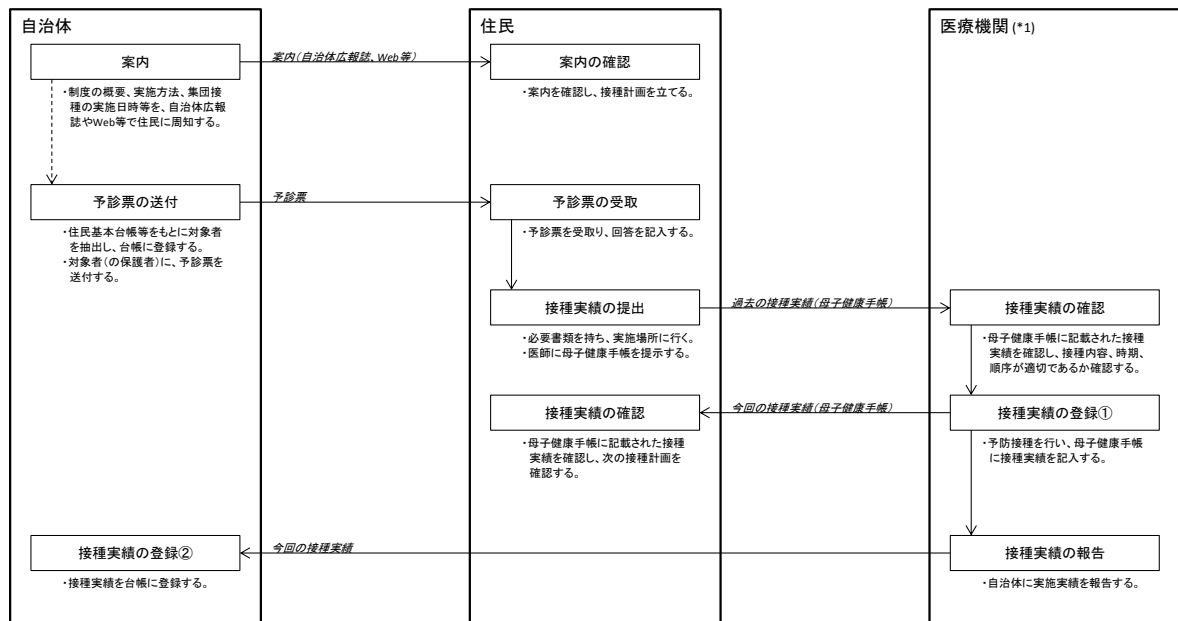 自治体
住民
医療機関 (*1)
案内
案内(自治体広報誌、Web等)
案内の確認
・制度の概要、実施方法、集団接
種の実施日時等を、自治体広報
誌やWeb等で住民に周知する。
・案内を確認し、接種計画を立てる。
予診票の送付
予診票
予診票の受取
・住民基本台帳等をもとに対象者
を抽出し、台帳に登録する。
・対象者(の保護者)に、予診票を
送付する。
・予診票を受取り、回答を記入する。
接種実績の提出
過去の接種実績(母子健康手帳)
接種実績の確認
・必要書類を持ち、実施場所に行く。
・医師に母子健康手帳を提示する。
・母子健康手帳に記載された接種
実績を確認し、接種内容、時期、
順序が適切であるか確認する。
接種実績の確認
今回の接種実績(母子健康手帳)
接種実績の登録①
・母子健康手帳に記載された接種
実績を確認し、次の接種計画を
確認する。
・予防接種を行い、母子健康手帳
に接種実績を記入する。
接種実績の登録②
今回の接種実績
接種実績の報告
・接種実績を台帳に登録する。
・自治体に実施実績を報告する。